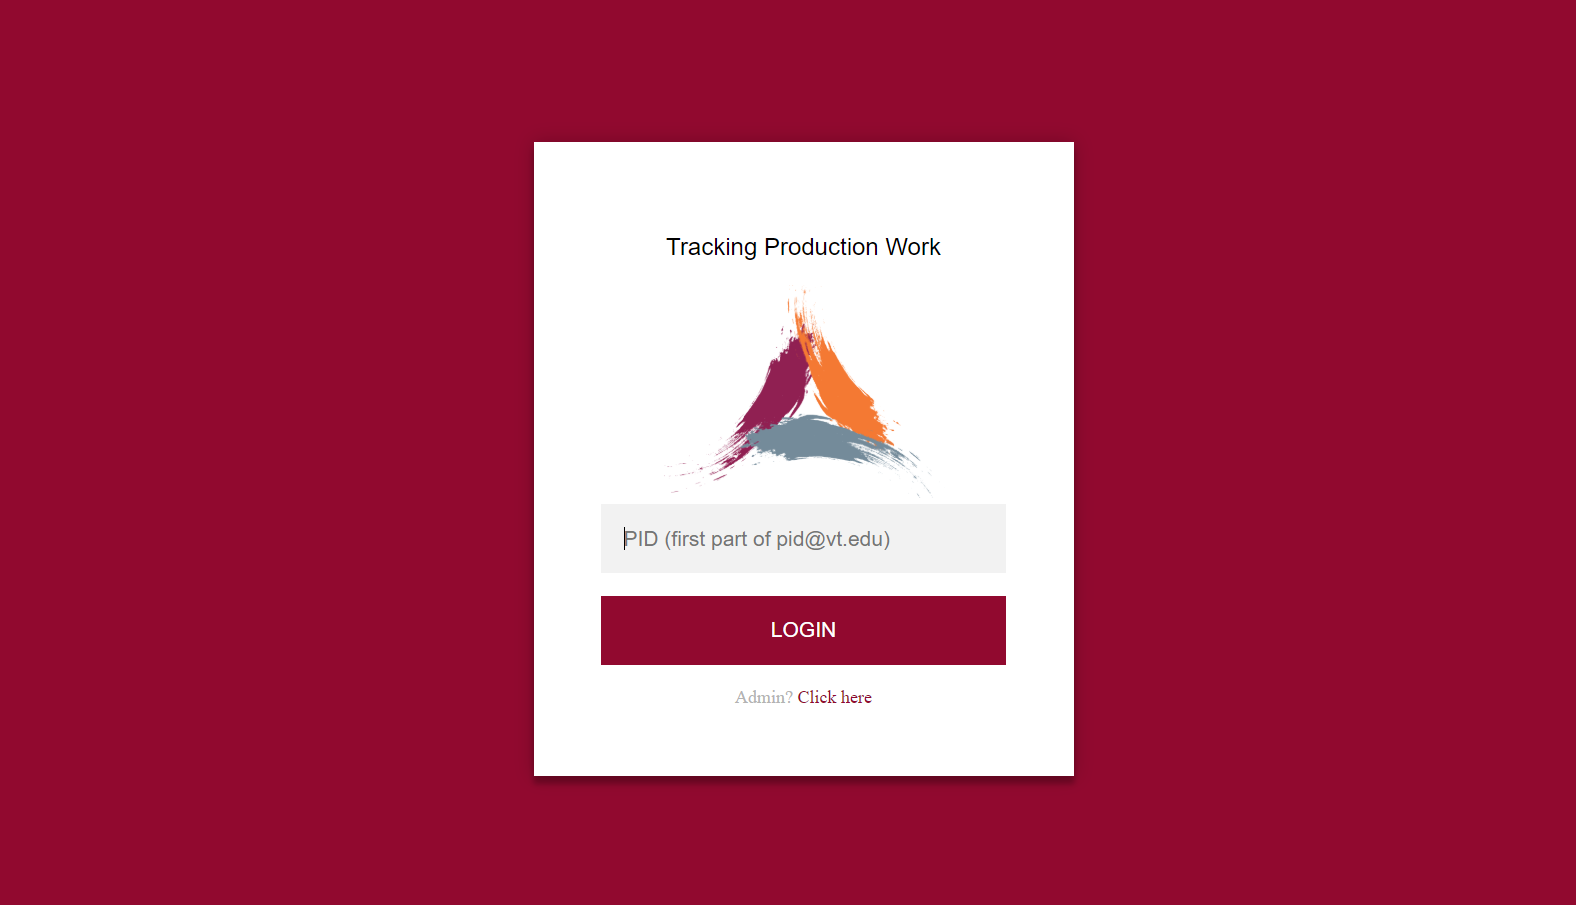 Tracking Production Work
PID (first part of pid@vt.edu)
LOGIN
Admin? Click here